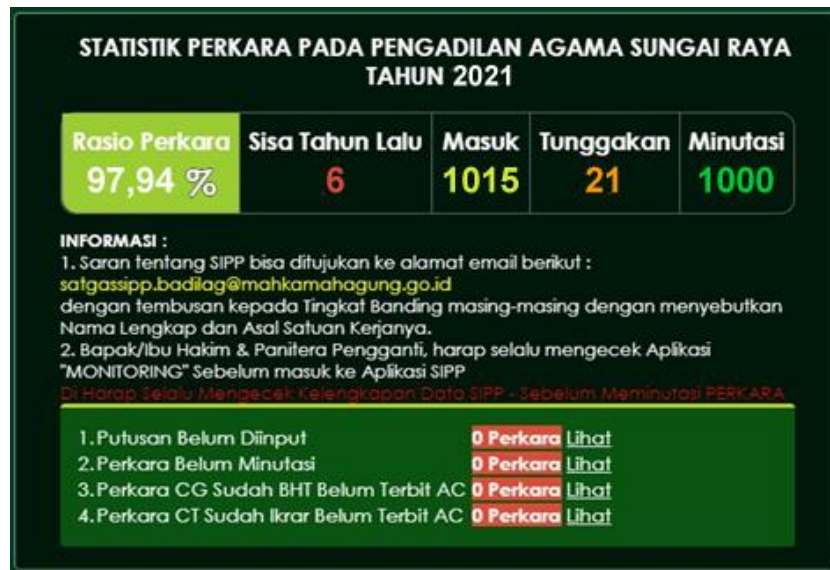 STATISTIK PERKARA PADA PENGADILAN AGAMA SUNGAI RAYA
TAHUN 2021
Rasio Perkara Sisa Tahun Lalu Masuk Tunggakan Minutasi
97,94 % 6 1015 21 1000
INFORMASI :
1. Saran tentang SIPP bisa ditujukan ke alamat email berikut :
satgassipp.badilag@mahkamahagung.go.id
dengan tembusan kepada Tingkat Banding masing-masing dengan menyebutkan
Nama Lengkap dan Asal Satuan Kerjanya.
2. Bapak/Ibu Hakim & Panitera Pengganti, harap selalu mengecek Aplikasi
"MONITORING" Sebelum masuk ke Aplikasi SIPP
Di Harap Selalu Mengecek Kelengkapan Data SIPP - Sebelum Meminutasi PERKARA
1. Putusan Belum Diinput 0 Perkara Lihat
2. Perkara Belum Minutasi 0 Perkara Lihat
3. Perkara CG Sudah BHT Belum Terbit AC 0 Perkara Lihat
4. Perkara CT Sudah Ikrar Belum Terbit AC 0 Perkara Lihat